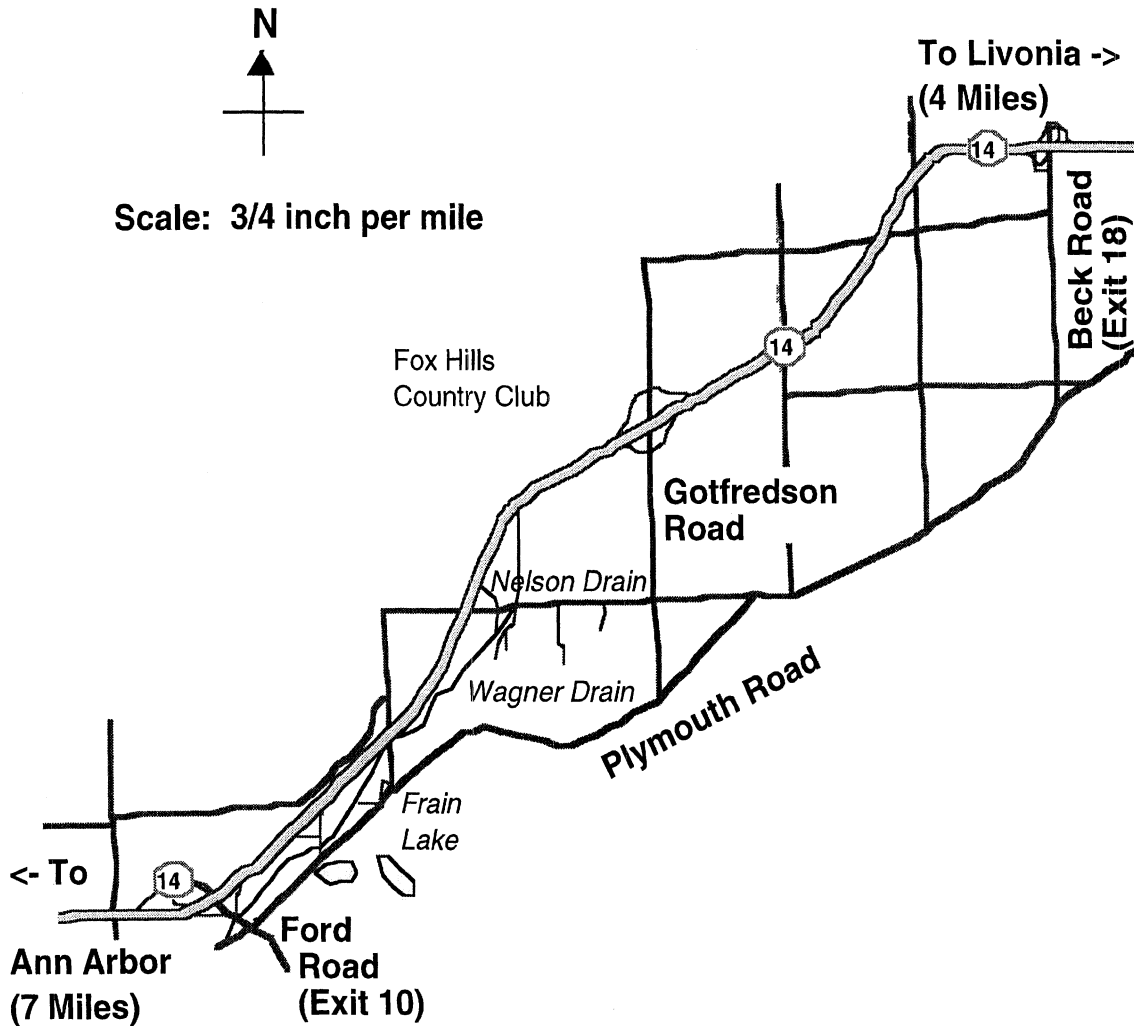 N
To Livonia ->
(4 Miles)
14
Scale: 3/4 inch per mile
Beck Road
(Exit 18)
14
Fox Hills
Country Club
Gotfredson
Road
Nelson Drain
Wagner Drain
Plymouth Road
Frain
Lake
<- To
14
Ann Arbor
(7 Miles)
Ford
Road
(Exit 10)